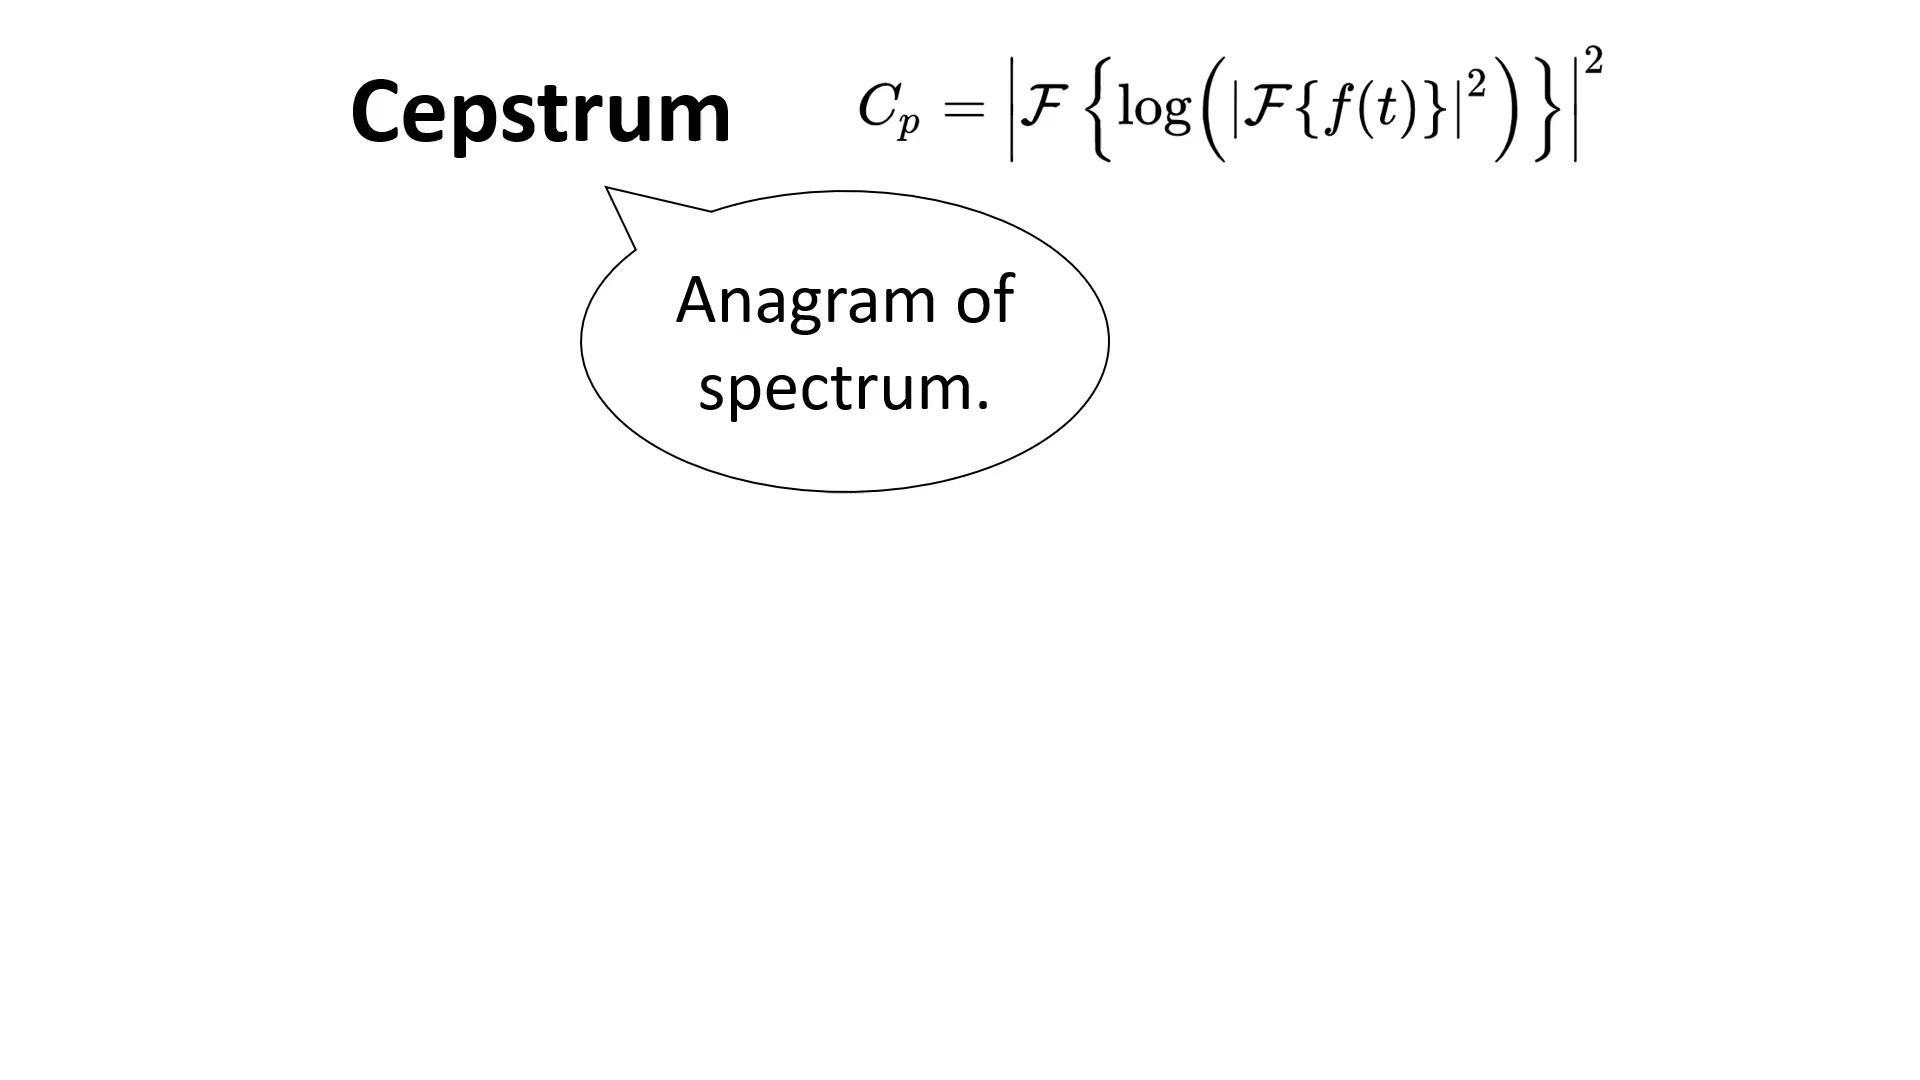 Cepstrum
C_p = |ℱ{log(|ℱ{f(t)}|²)}|²
Anagram of
spectrum.